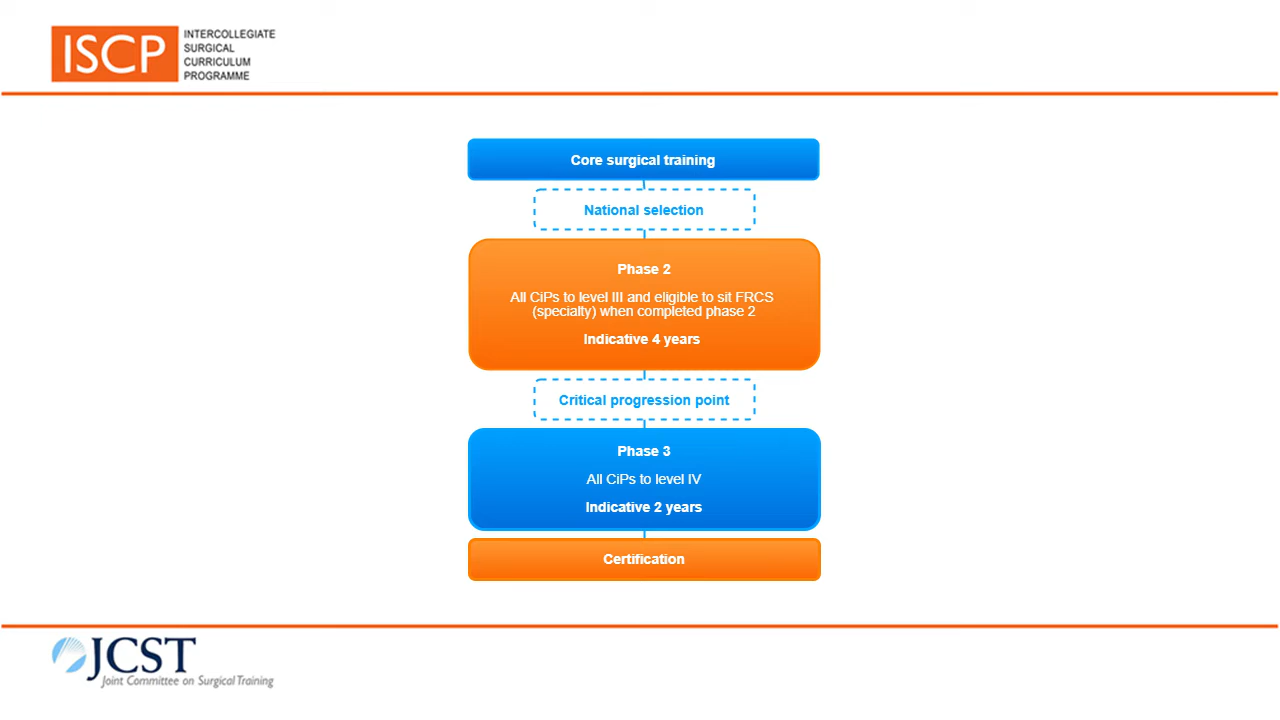 ISCP
INTERCOLLEGIATE
SURGICAL
CURRICULUM
PROGRAMME
Core surgical training
National selection
Phase 2
All CiPs to level III and eligible to sit FRCS
(specialty) when completed phase 2
Indicative 4 years
Critical progression point
Phase 3
All CiPs to level IV
Indicative 2 years
Certification
JCST
Joint Committee on Surgical Training